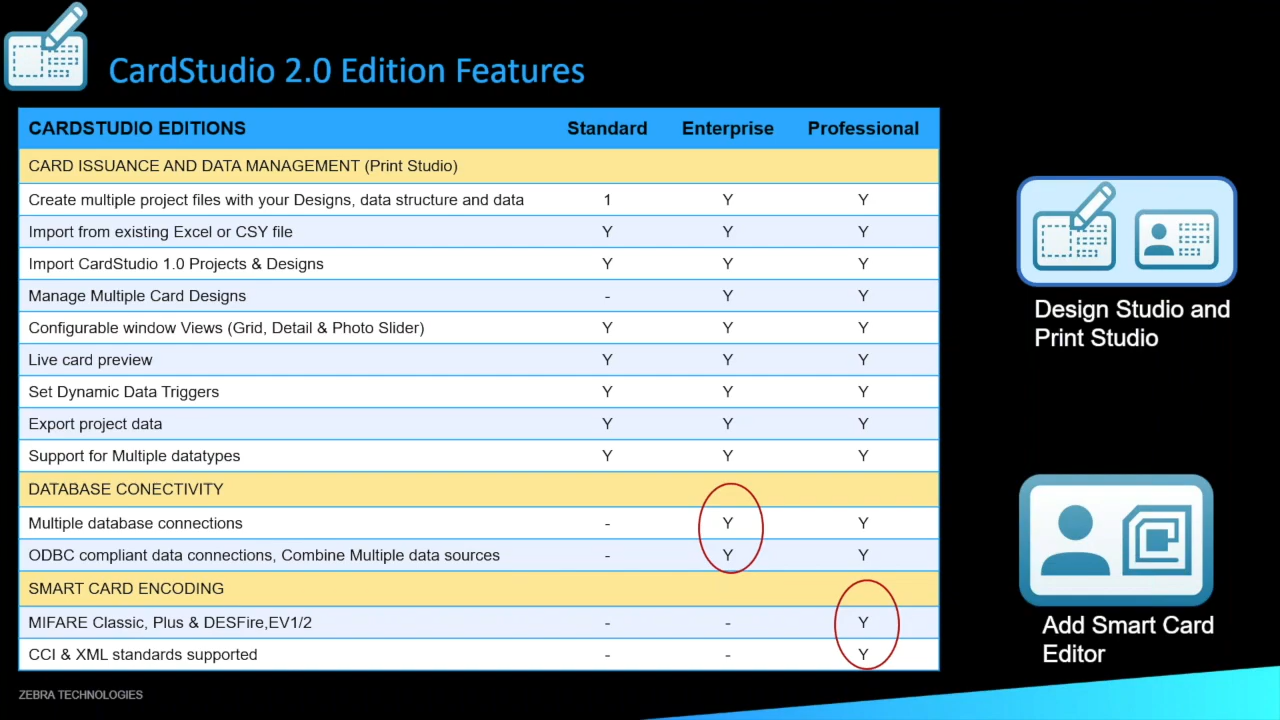 CardStudio 2.0 Edition Features
CARDSTUDIO EDITIONS Standard Enterprise Professional
CARD ISSUANCE AND DATA MANAGEMENT (Print Studio)
Create multiple project files with your Designs, data structure and data 1 Y Y
Import from existing Excel or CSY file Y Y Y
Import CardStudio 1.0 Projects & Designs Y Y Y
Manage Multiple Card Designs - Y Y
Configurable window Views (Grid, Detail & Photo Slider) Y Y Y
Live card preview Y Y Y
Set Dynamic Data Triggers Y Y Y
Export project data Y Y Y
Support for Multiple datatypes Y Y Y
DATABASE CONECTIVITY
Multiple database connections - Y Y
ODBC compliant data connections, Combine Multiple data sources - Y Y
SMART CARD ENCODING
MIFARE Classic, Plus & DESFire,EV1/2 - - Y
CCI & XML standards supported - - Y
Design Studio and
Print Studio
Add Smart Card
Editor
ZEBRA TECHNOLOGIES